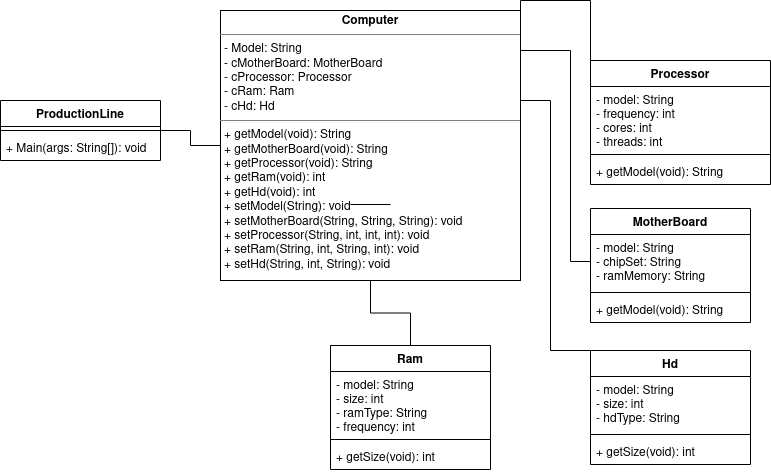 Computer
- Model: String
- cMotherBoard: MotherBoard
- cProcessor: Processor
- cRam: Ram
- cHd: Hd
+ getModel(void): String
+ getMotherBoard(void): String
+ getProcessor(void): String
+ getRam(void): int
+ getHd(void): int
+ setModel(String): void
+ setMotherBoard(String, String, String): void
+ setProcessor(String, int, int, int): void
+ setRam(String, int, String, int): void
+ setHd(String, int, String): void
ProductionLine
+ Main(args: String[]): void
Processor
- model: String
- frequency: int
- cores: int
- threads: int
+ getModel(void): String
MotherBoard
- model: String
- chipSet: String
- ramMemory: String
+ getModel(void): String
Ram
- model: String
- size: int
- ramType: String
- frequency: int
+ getSize(void): int
Hd
- model: String
- size: int
- hdType: String
+ getSize(void): int